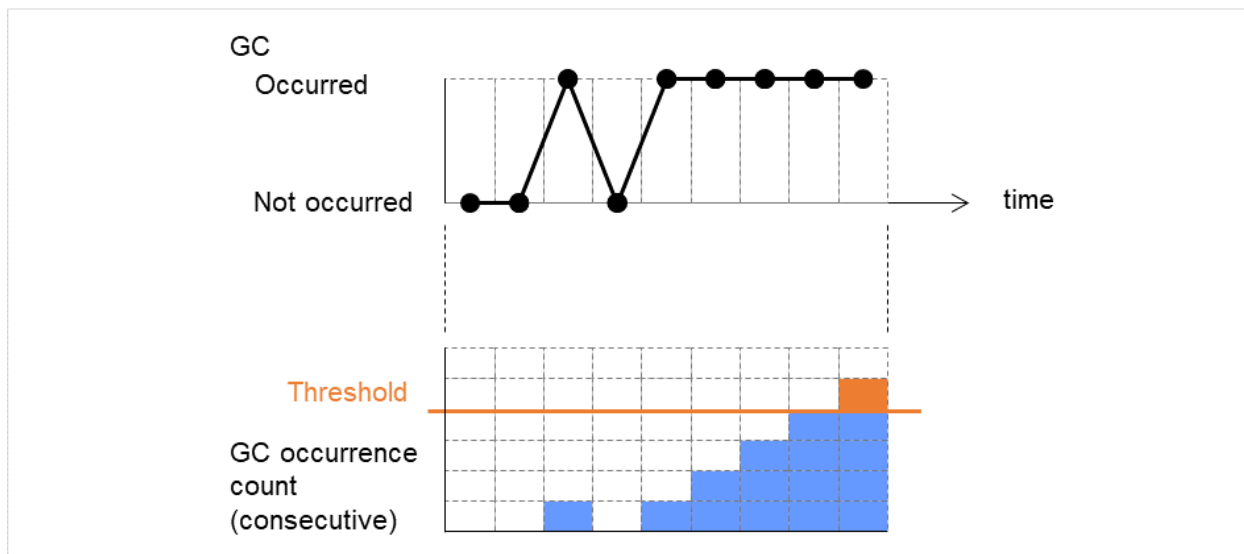 GC
Occurred
Not occurred
time
Threshold
GC occurrence
count
(consecutive)